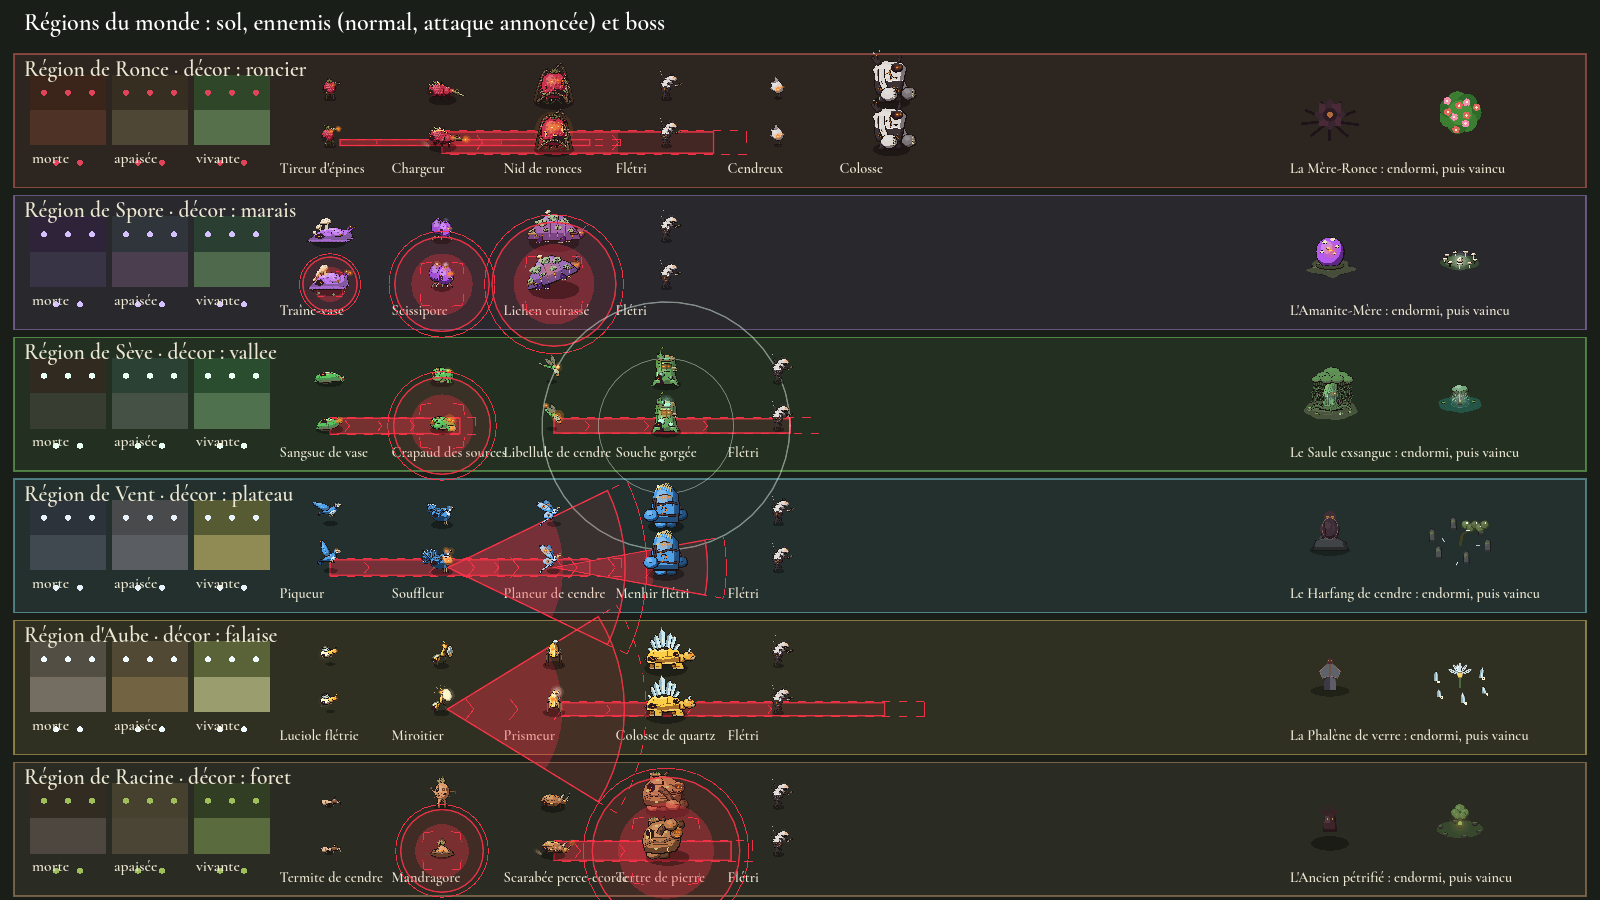 Régions du monde : sol, ennemis (normal, attaque annoncée) et boss
Région de Ronce · décor : roncier
morte apaisée vivante
Tireur d'épines Chargeur Nid de ronces Flétri Cendreux Colosse
La Mère-Ronce : endormi, puis vaincu
Région de Spore · décor : marais
morte apaisée vivante
Traîne-vase Scissipore Lichen cuirassé Flétri
L'Amanite-Mère : endormi, puis vaincu
Région de Sève · décor : vallee
morte apaisée vivante
Sangsue de vase Crapaud des sources Libellule de cendre Souche gorgée Flétri
Le Saule exsangue : endormi, puis vaincu
Région de Vent · décor : plateau
morte apaisée vivante
Piqueur Souffleur Planeur de cendre Menhir flétri Flétri
Le Harfang de cendre : endormi, puis vaincu
Région d'Aube · décor : falaise
morte apaisée vivante
Luciole flétrie Miroitier Prismeur Colosse de quartz Flétri
La Phalène de verre : endormi, puis vaincu
Région de Racine · décor : foret
morte apaisée vivante
Termite de cendre Mandragore Scarabée perce-écorce Tertre de pierre Flétri
L'Ancien pétrifié : endormi, puis vaincu